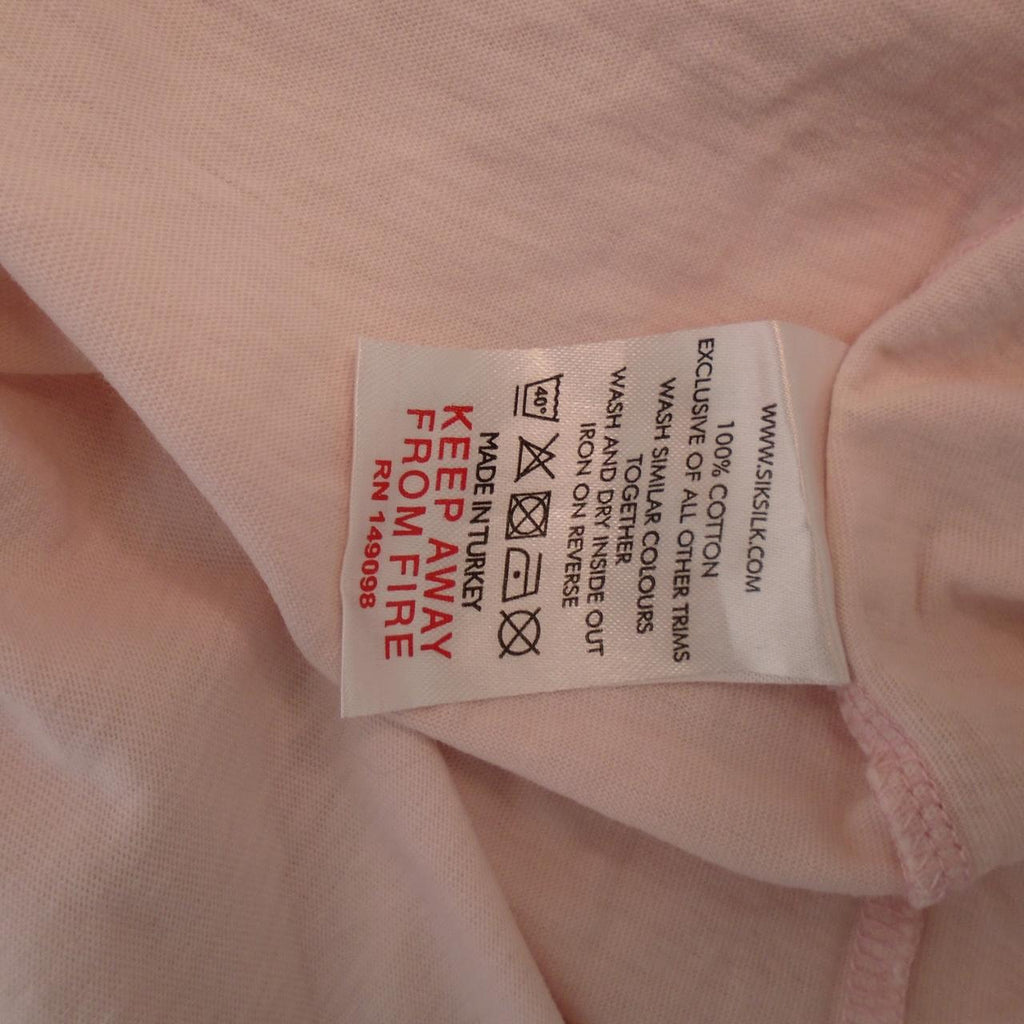 WWW.SIKSILK.COM
100% COTTON
EXCLUSIVE OF ALL OTHER TRIMS
WASH SIMILAR COLOURS
TOGETHER
WASH AND DRY INSIDE OUT
IRON ON REVERSE
40°
MADE IN TURKEY
KEEP AWAY
FROM FIRE
RN 149098